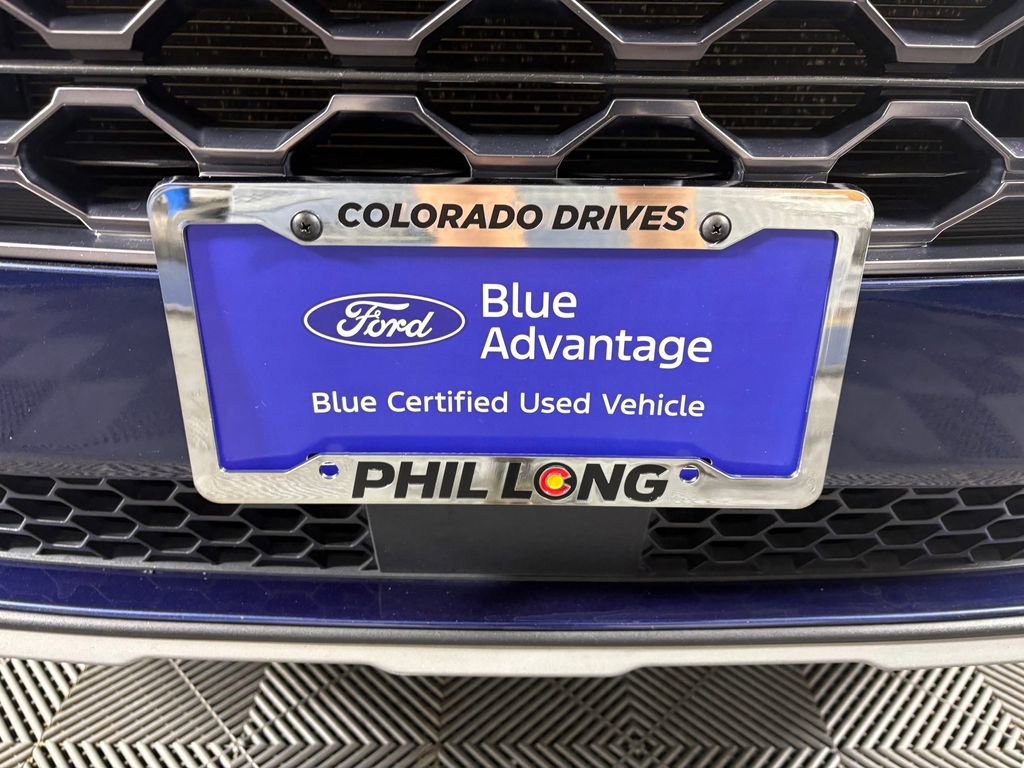 COLORADO DRIVES
Ford
Blue
Advantage
Blue Certified Used Vehicle
PHIL LONG